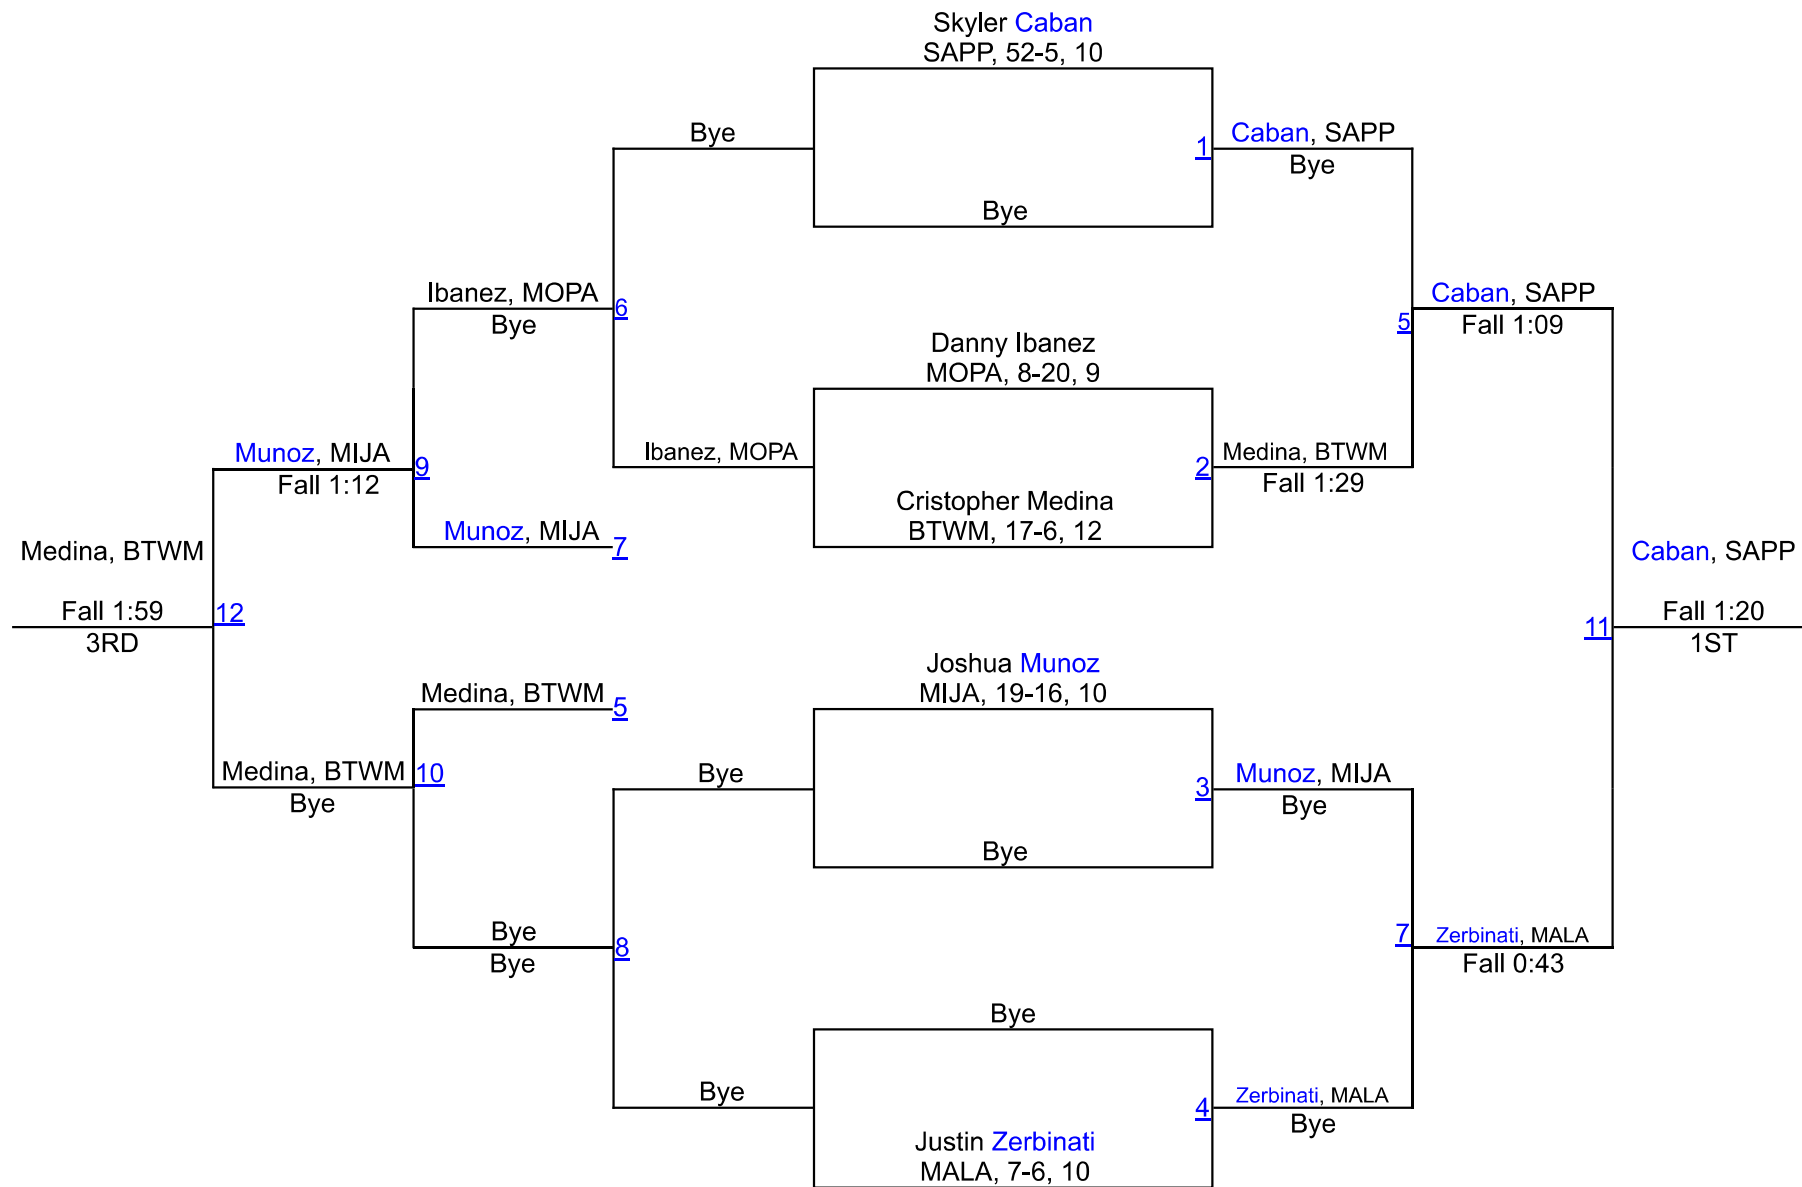 Skyler Caban
SAPP, 52-5, 10
Bye
1
Caban, SAPP
Bye
Bye
Ibanez, MOPA
Bye
6
Caban, SAPP
5
Fall 1:09
Danny Ibanez
MOPA, 8-20, 9
Munoz, MIJA
Fall 1:12
9
Ibanez, MOPA
2
Medina, BTWM
Fall 1:29
Cristopher Medina
BTWM, 17-6, 12
Munoz, MIJA
7
Medina, BTWM
Caban, SAPP
Fall 1:59
3RD
12
11
Fall 1:20
1ST
Joshua Munoz
MIJA, 19-16, 10
Medina, BTWM
5
Medina, BTWM
Bye
10
Bye
3
Munoz, MIJA
Bye
Bye
Bye
Bye
8
7
Zerbinati, MALA
Fall 0:43
Bye
Bye
4
Zerbinati, MALA
Bye
Justin Zerbinati
MALA, 7-6, 10